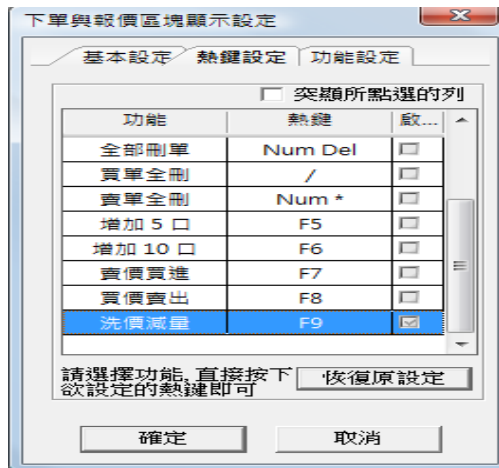 下單與報價區塊顯示設定
基本設定 熱鍵設定 功能設定
突顯所點選的列
功能 熱鍵 啟...
全部刪單 Num Del
買單全刪 /
賣單全刪 Num *
增加 5 口 F5
增加 10 口 F6
賣價買進 F7
買價賣出 F8
洗價減量 F9
請選擇功能, 直接按下
欲設定的熱鍵即可
恢復原設定
確定 取消